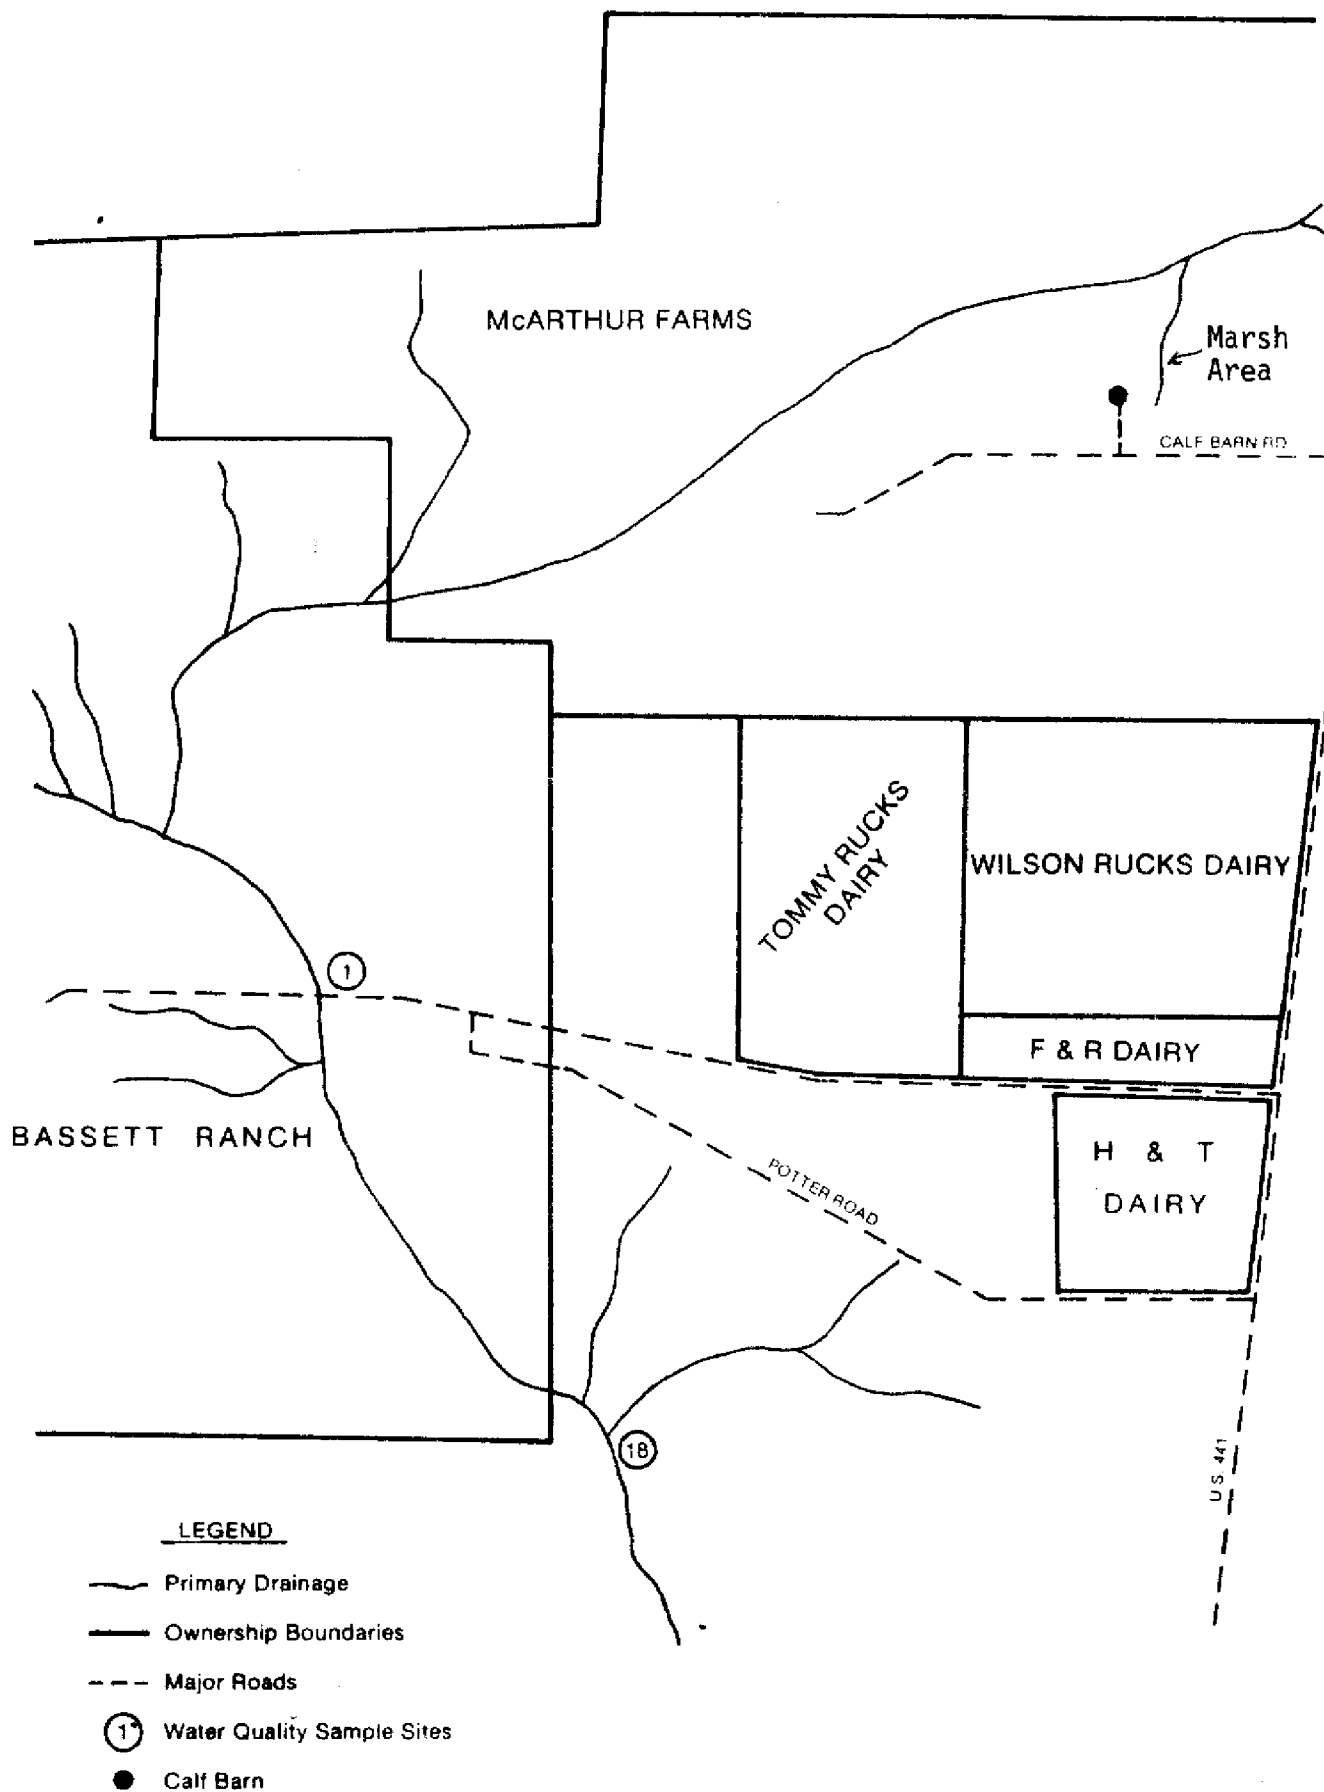 McARTHUR FARMS
Marsh
Area
CALF BARN RD
TOMMY RUCKS
DAIRY
WILSON RUCKS DAIRY
1
F & R DAIRY
BASSETT RANCH
H & T
DAIRY
POTTER ROAD
18
U.S. 441
LEGEND
Primary Drainage
Ownership Boundaries
Major Roads
1 Water Quality Sample Sites
Calf Barn